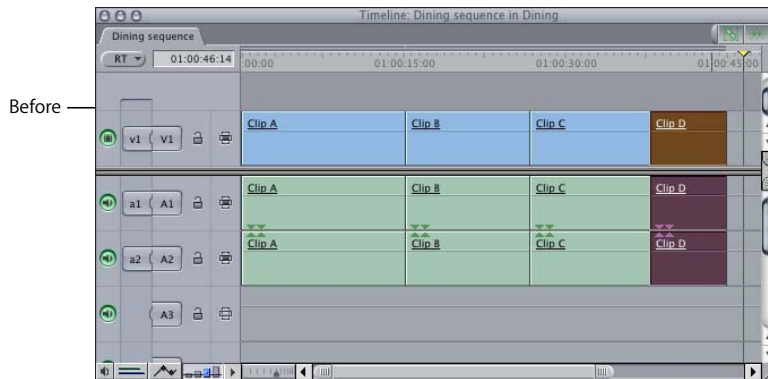 Timeline: Dining sequence in Dining
Dining sequence
RT 01:00:46:14 :00:00 01:00:15:00 01:00:30:00 01:00:45:00
Before
v1 V1 Clip A Clip B Clip C Clip D
a1 A1 Clip A Clip B Clip C Clip D
a2 A2 Clip A Clip B Clip C Clip D
A3